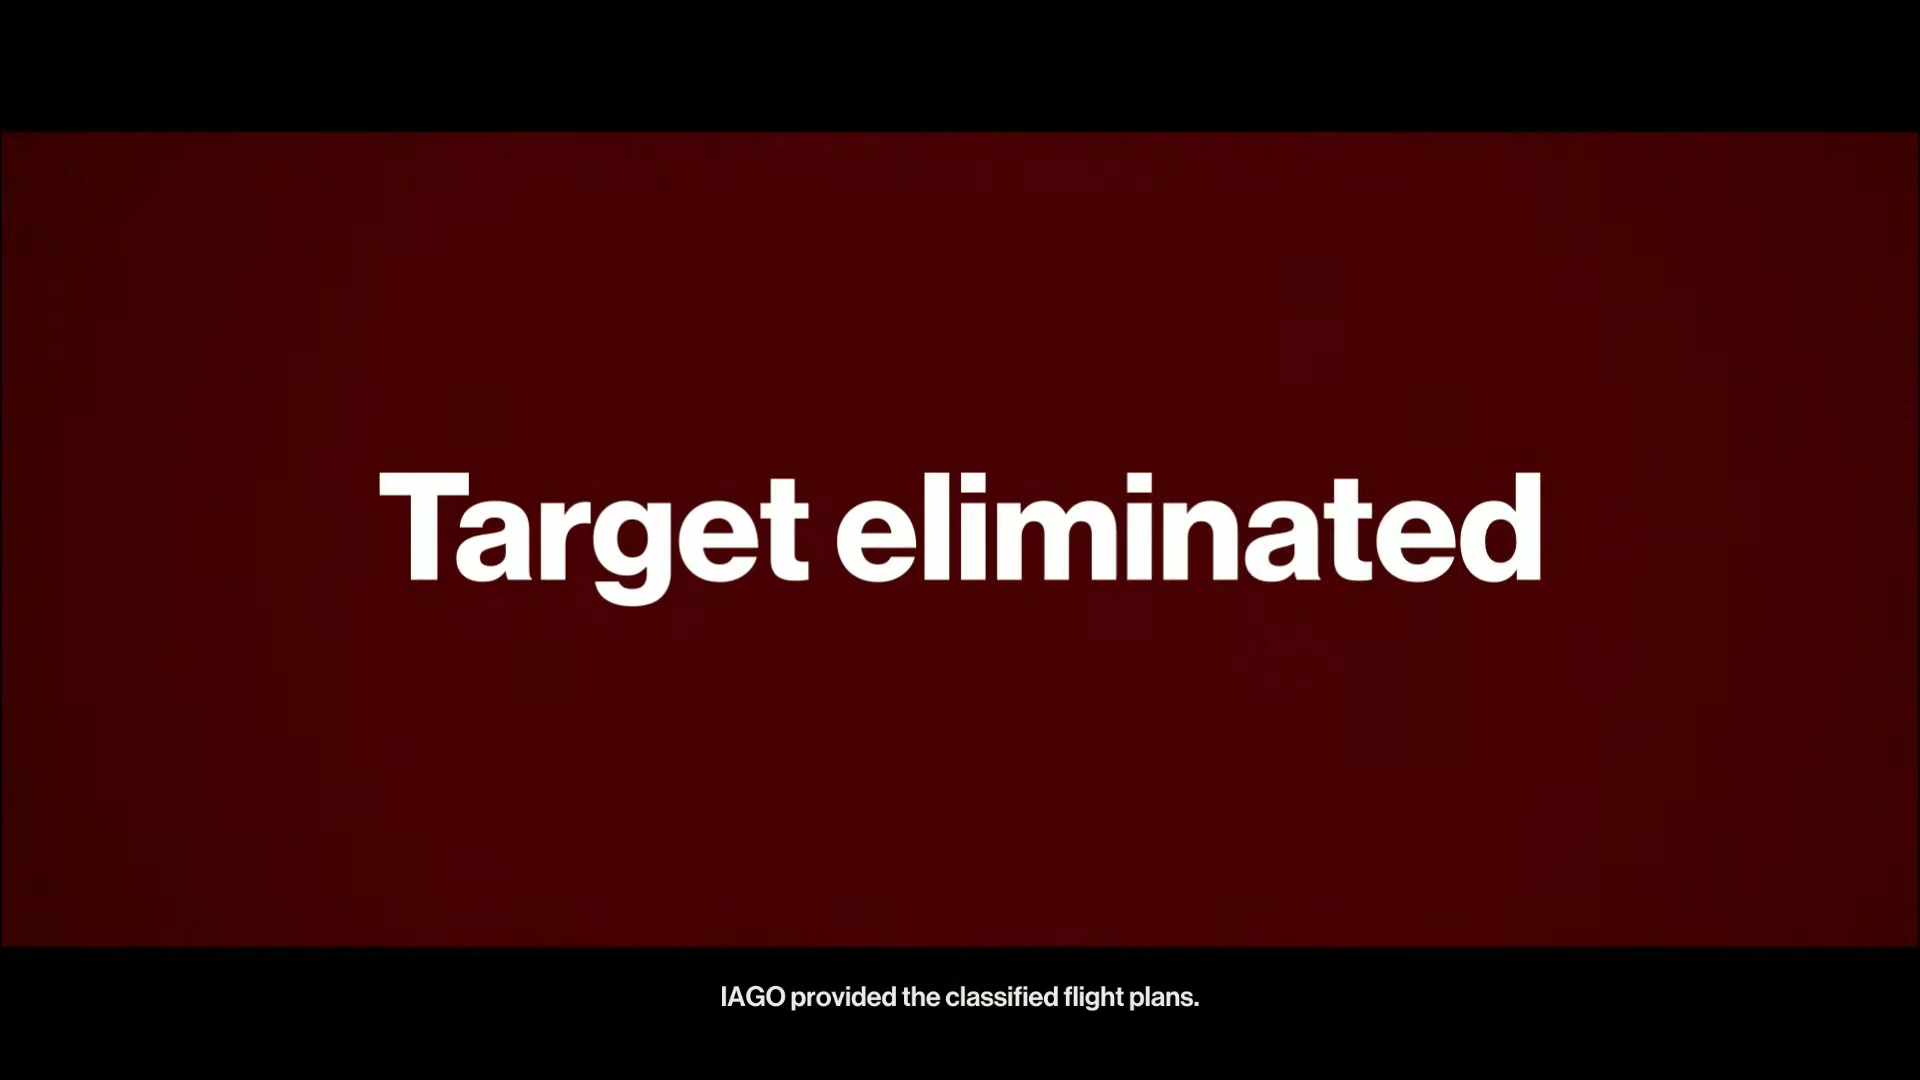 Target eliminated
IAGO provided the classified flight plans.